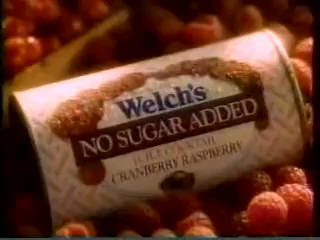 Welch's
NO SUGAR ADDED
JUICE COCKTAIL
CRANBERRY RASPBERRY